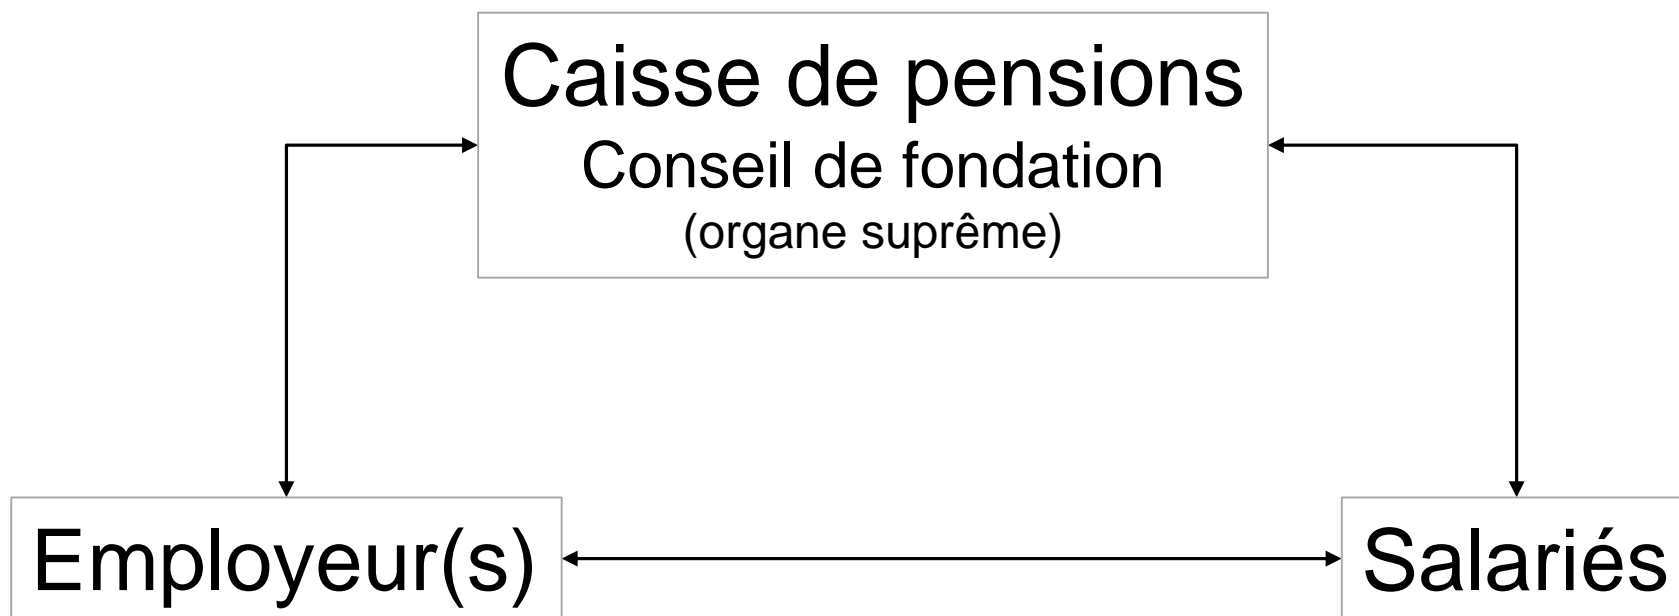 Caisse de pensions
Conseil de fondation
(organe suprême)
Employeur(s)
Salariés